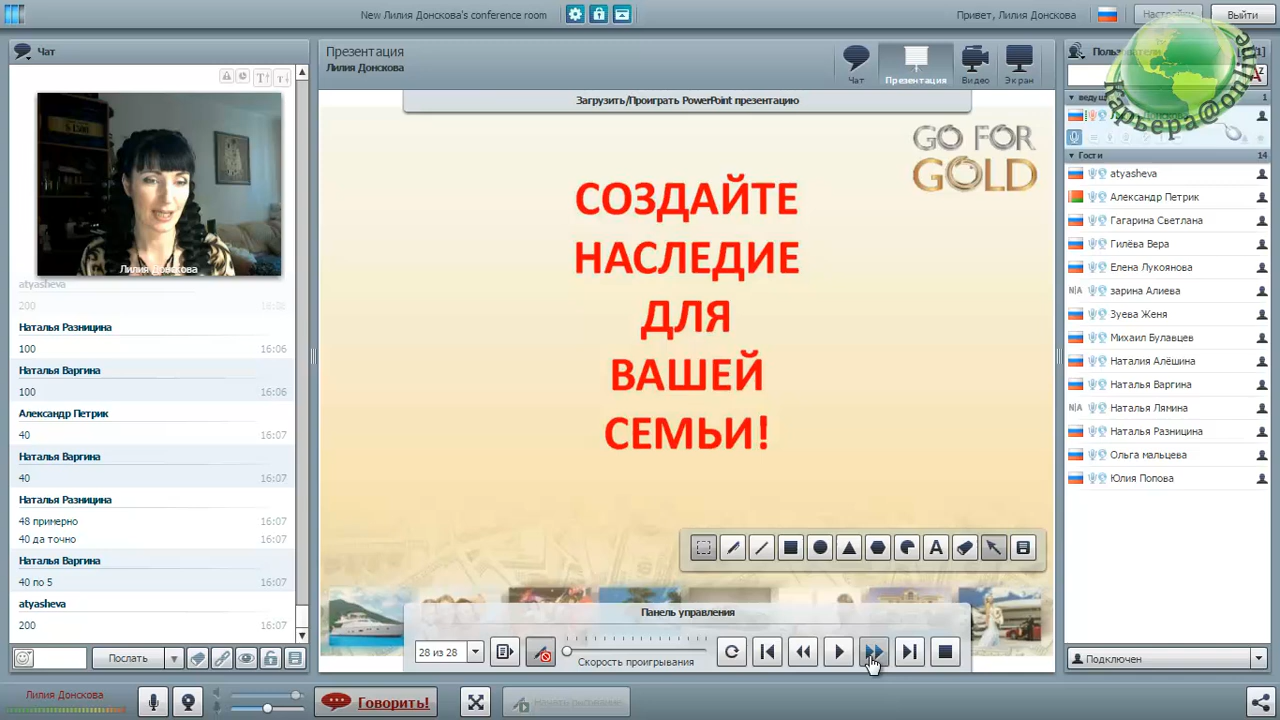 New Лилия Донскова's conference room
Привет, Лилия Донскова
Настройки
Выйти
Чат
Лилия Донскова
atyasheva
200 16:06
Наталья Разницина
100 16:06
Наталья Варгина
100 16:06
Александр Петрик
40 16:07
Наталья Варгина
40 16:07
Наталья Разницина
48 примерно 16:07
40 да точно 16:07
Наталья Варгина
40 по 5 16:07
atyasheva
200 16:07
Послать
Лилия Донскова
Говорить!
Презентация
Лилия Донскова
Чат
Презентация
Видео
Экран
Загрузить/Проиграть PowerPoint презентацию
GO FOR
GOLD
СОЗДАЙТЕ
НАСЛЕДИЕ
ДЛЯ
ВАШЕЙ
СЕМЬИ!
Панель управления
28 из 28
Скорость проигрывания
Начать вызывание
Карьера@online
Гости 14
atyasheva
Александр Петрик
Гагарина Светлана
Гилёва Вера
Елена Лукоянова
N/A зарина Алиева
Зуева Женя
Михаил Булавцев
Наталия Алёшина
Наталья Варгина
N/A Наталья Лямина
Наталья Разницина
Ольга мальцева
Юлия Попова
Подключен